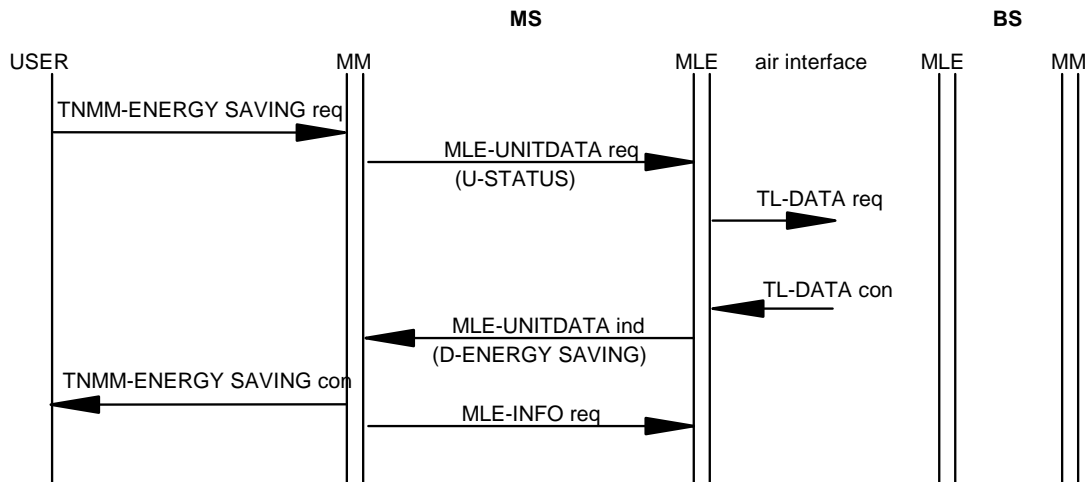 MS BS
USER MM MLE air interface MLE MM
TNMM-ENERGY SAVING req
MLE-UNITDATA req
(U-STATUS)
TL-DATA req
TL-DATA con
MLE-UNITDATA ind
(D-ENERGY SAVING)
TNMM-ENERGY SAVING con
MLE-INFO req